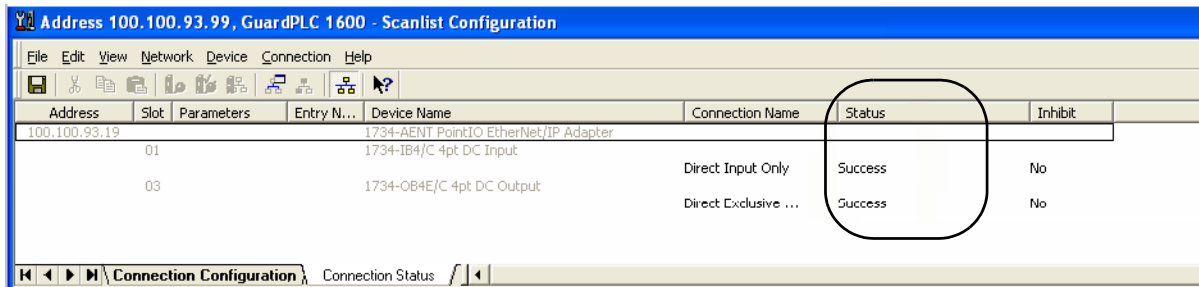 Address 100.100.93.99, GuardPLC 1600 - Scanlist Configuration
File Edit View Network Device Connection Help
Address Slot Parameters Entry N... Device Name Connection Name Status Inhibit
100.100.93.19 1734-AENT PointIO EtherNet/IP Adapter
01 1734-IB4/C 4pt DC Input
Direct Input Only Success No
03 1734-OB4E/C 4pt DC Output
Direct Exclusive ... Success No
Connection Configuration Connection Status